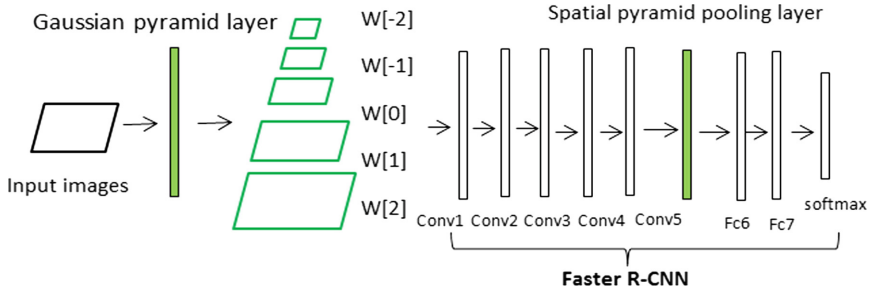 Gaussian pyramid layer
W[-2]
W[-1]
W[0]
W[1]
W[2]
Input images
Spatial pyramid pooling layer
Conv1 Conv2 Conv3 Conv4 Conv5 Fc6 Fc7 softmax
Faster R-CNN